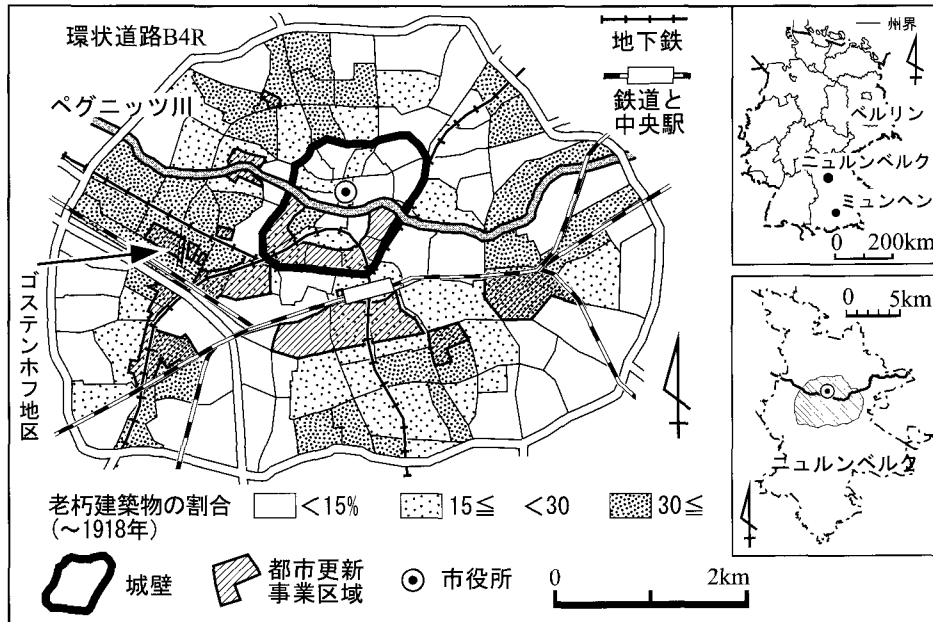 環状道路B4R
ペグニッツ川
地下鉄
鉄道と
中央駅
ゴステンホフ地区
老朽建築物の割合
(～1918年)
<15%
15≦ <30
30≦
城壁
都市更新
事業区域
市役所
0 2km
州界
ベルリン
ニュルンベルク
ミュンヘン
0 200km
0 5km
ニュルンベルク